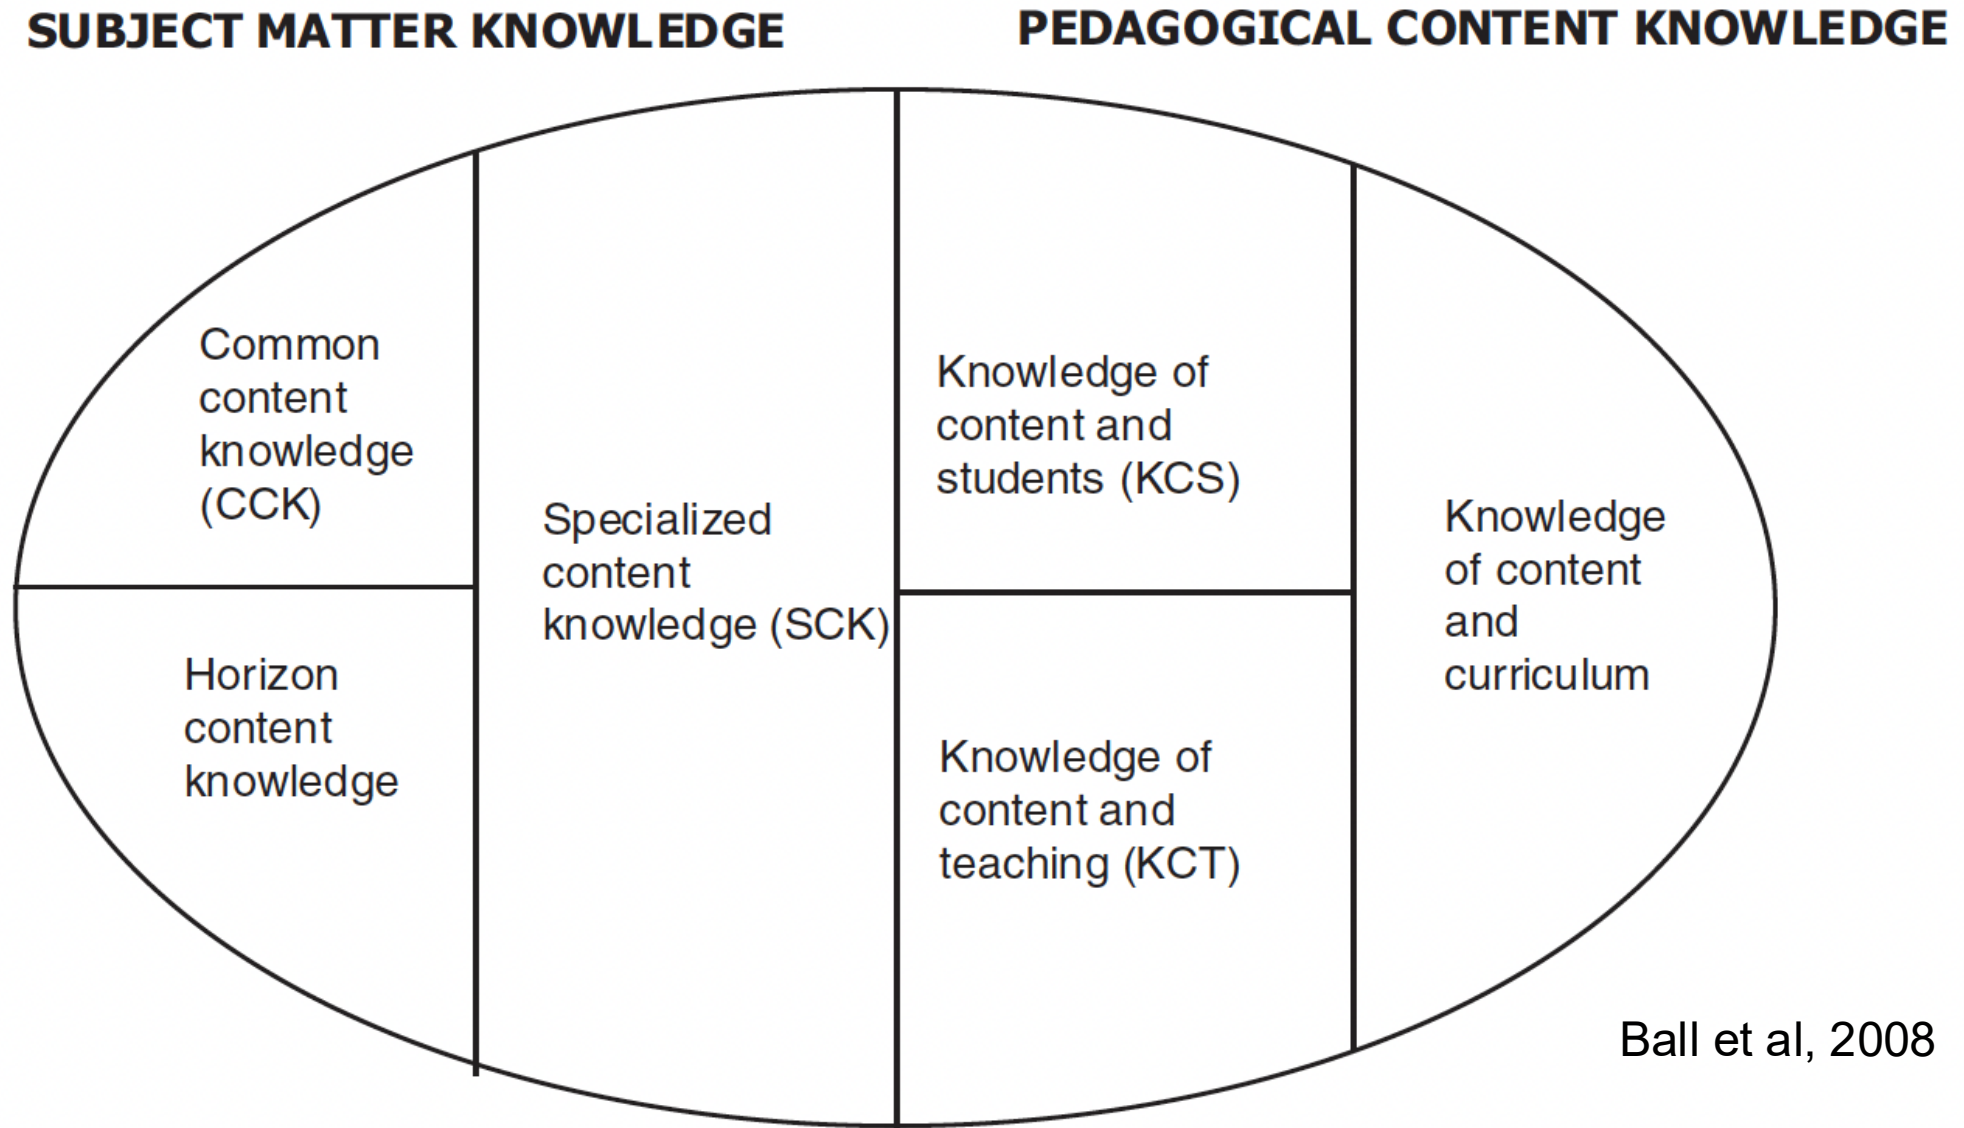 SUBJECT MATTER KNOWLEDGE
PEDAGOGICAL CONTENT KNOWLEDGE
Common
content
knowledge
(CCK)
Horizon
content
knowledge
Specialized
content
knowledge (SCK)
Knowledge of
content and
students (KCS)
Knowledge of
content and
teaching (KCT)
Knowledge
of content
and
curriculum
Ball et al, 2008